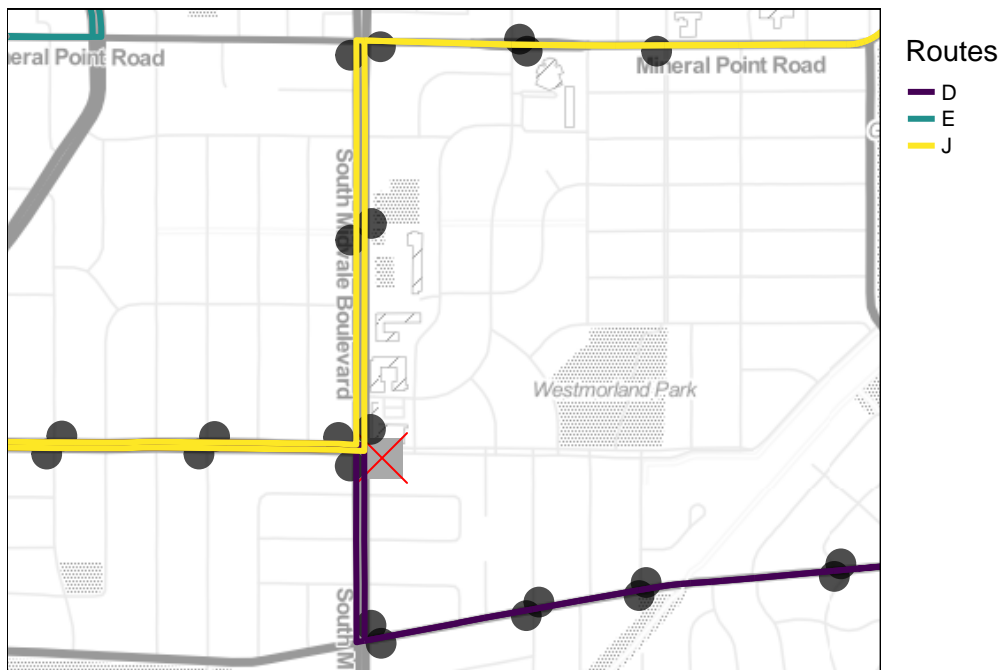 Routes
D
E
J
neral Point Road
Mineral Point Road
South Midvale Boulevard
Westmorland Park
South M